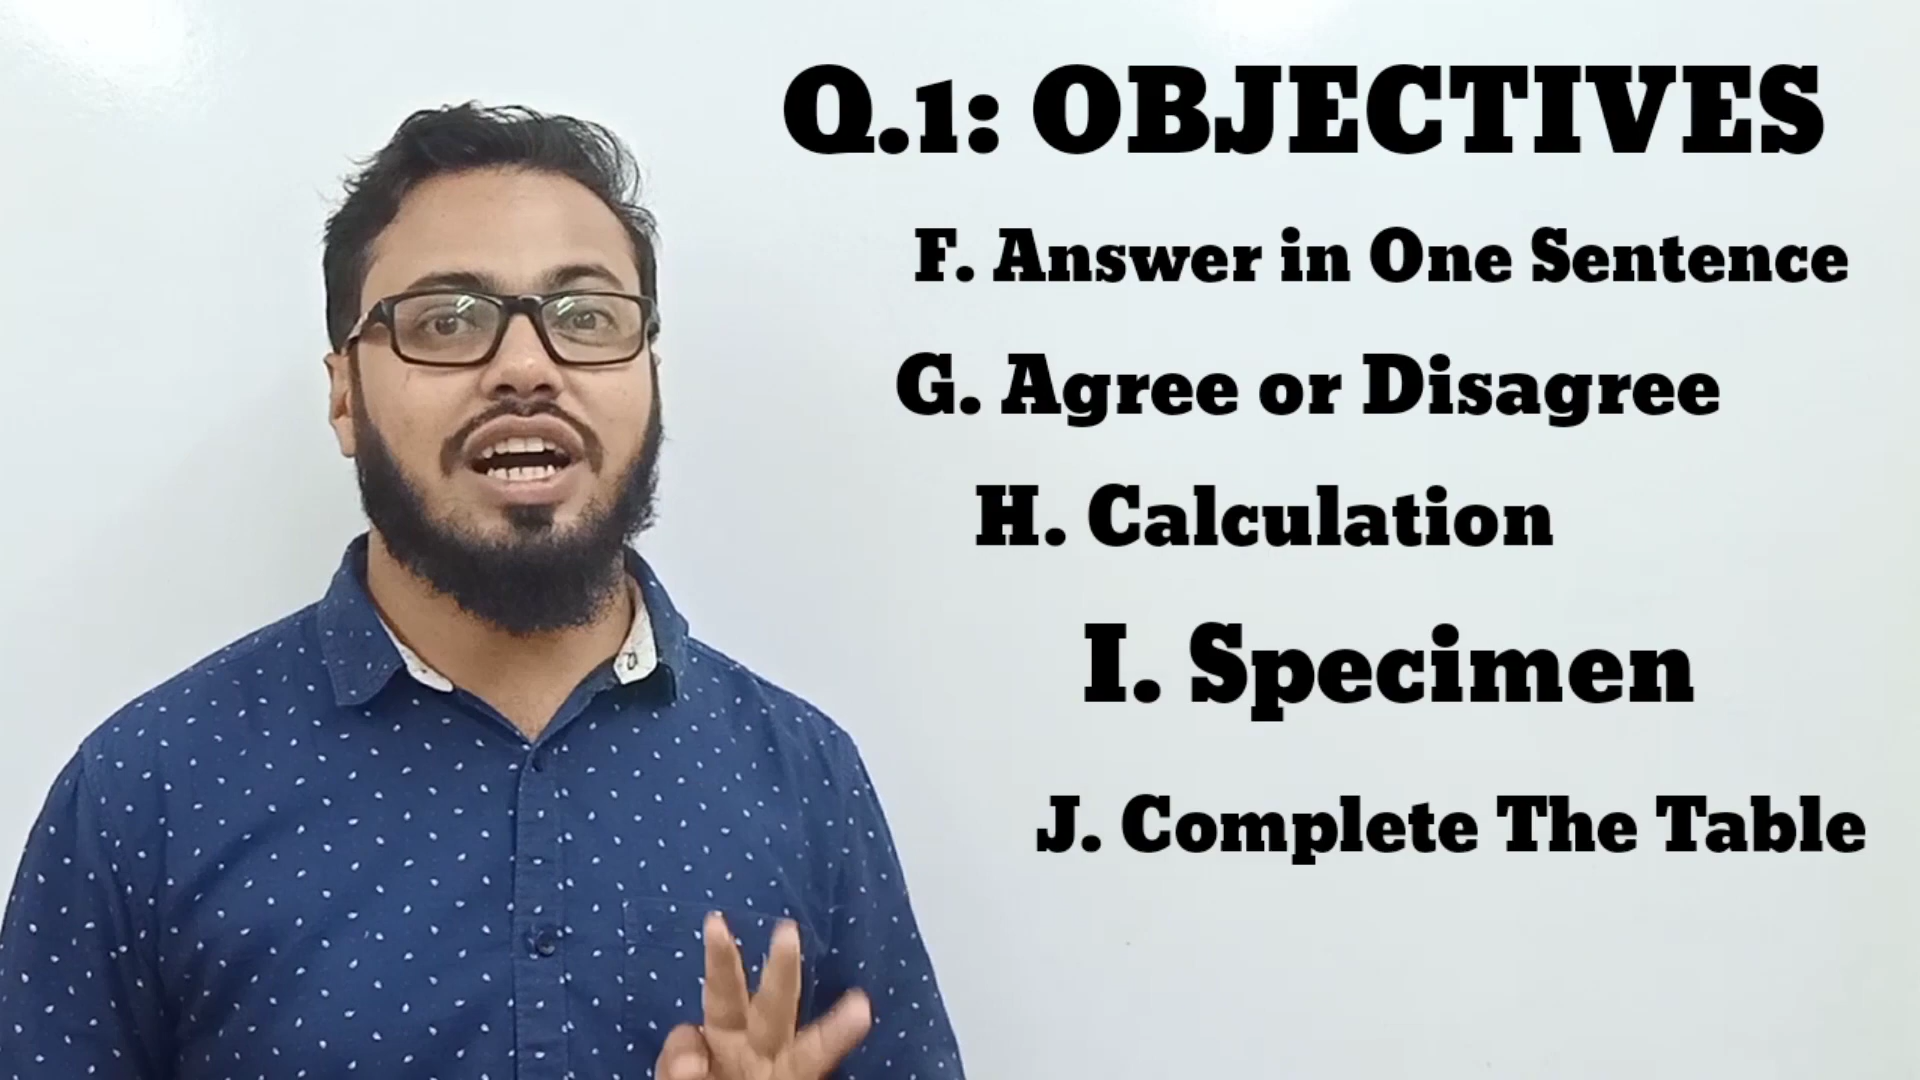 Q.1: OBJECTIVES
F. Answer in One Sentence
G. Agree or Disagree
H. Calculation
I. Specimen
J. Complete The Table